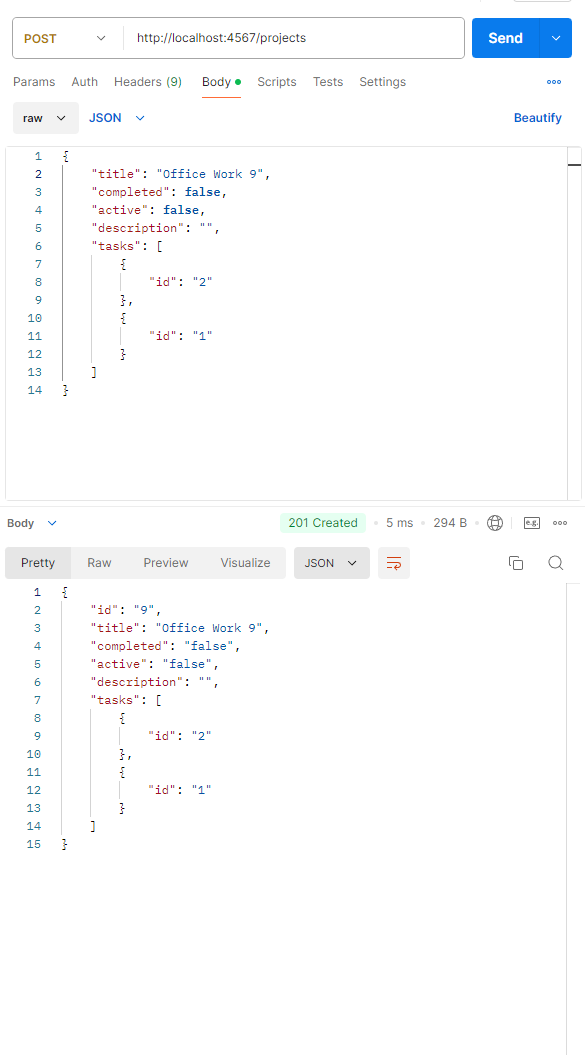 POST http://localhost:4567/projects Send
Params Auth Headers (9) Body Scripts Tests Settings
raw JSON Beautify
1 {
2 "title": "Office Work 9",
3 "completed": false,
4 "active": false,
5 "description": "",
6 "tasks": [
7 {
8 "id": "2"
9 },
10 {
11 "id": "1"
12 }
13 ]
14 }
Body 201 Created 5 ms 294 B e.g.
Pretty Raw Preview Visualize JSON
1 {
2 "id": "9",
3 "title": "Office Work 9",
4 "completed": "false",
5 "active": "false",
6 "description": "",
7 "tasks": [
8 {
9 "id": "2"
10 },
11 {
12 "id": "1"
13 }
14 ]
15 }